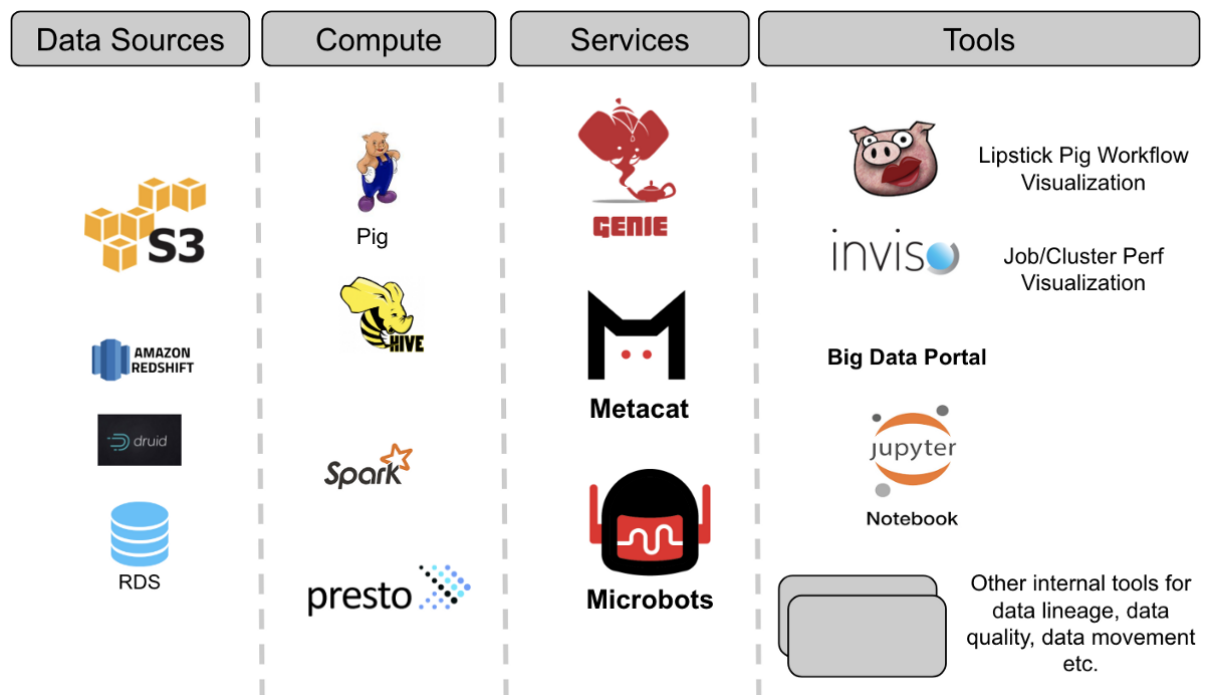 Data Sources
Compute
Services
Tools
S3
AMAZON
REDSHIFT
druid
RDS
Pig
HIVE
Spark
presto
GENIE
Metacat
Microbots
Lipstick Pig Workflow
Visualization
inviso
Job/Cluster Perf
Visualization
Big Data Portal
jupyter
Notebook
Other internal tools for
data lineage, data
quality, data movement
etc.